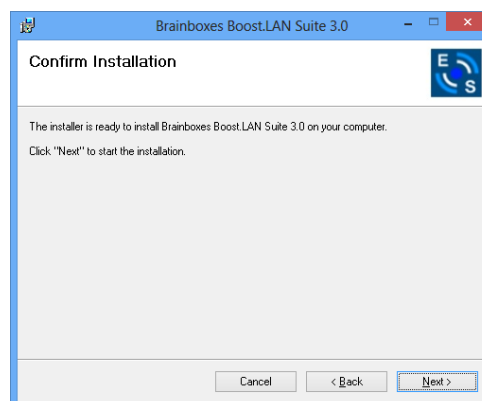 Brainboxes Boost.LAN Suite 3.0
Confirm Installation
E
S
The installer is ready to install Brainboxes Boost.LAN Suite 3.0 on your computer.
Click "Next" to start the installation.
Cancel
< Back
Next >